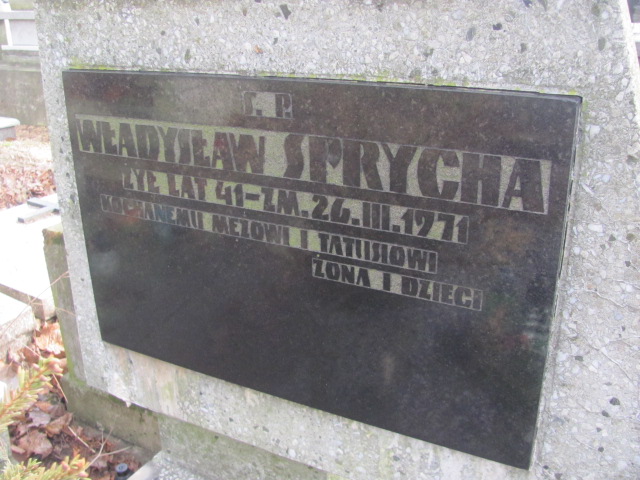 Ś. P.
WŁADYSŁAW SPRYCHA
ŻYŁ LAT 41-ZM. 26.III.1971
KOCHANEMU MĘŻOWI I TATUSIOWI
ŻONA I DZIECI